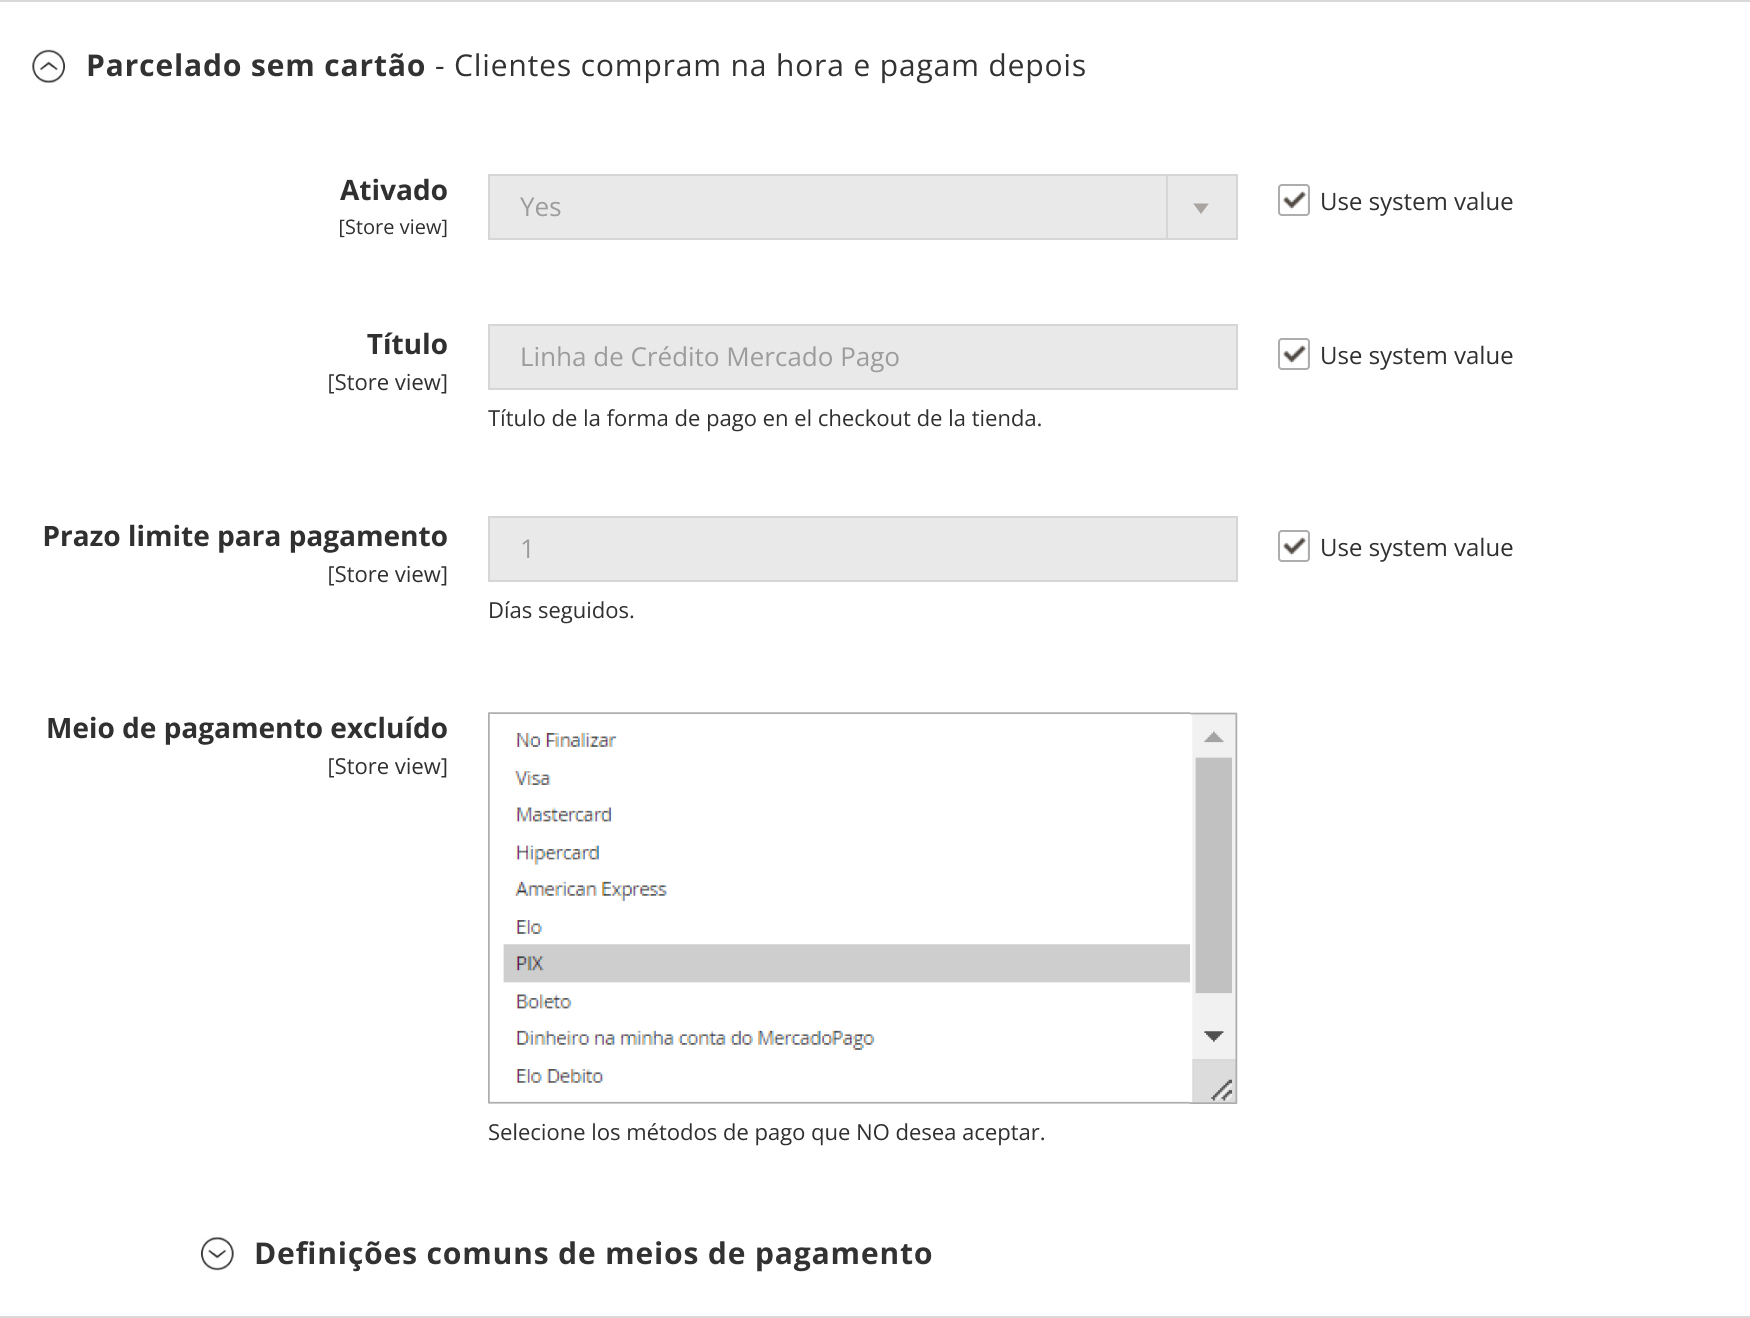 Parcelado sem cartão - Clientes compram na hora e pagam depois
Ativado
[Store view]
Yes
Use system value
Título
[Store view]
Linha de Crédito Mercado Pago
Use system value
Título de la forma de pago en el checkout de la tienda.
Prazo limite para pagamento
[Store view]
1
Use system value
Días seguidos.
Meio de pagamento excluído
[Store view]
No Finalizar
Visa
Mastercard
Hipercard
American Express
Elo
PIX
Boleto
Dinheiro na minha conta do MercadoPago
Elo Debito
Selecione los métodos de pago que NO desea aceptar.
Definições comuns de meios de pagamento